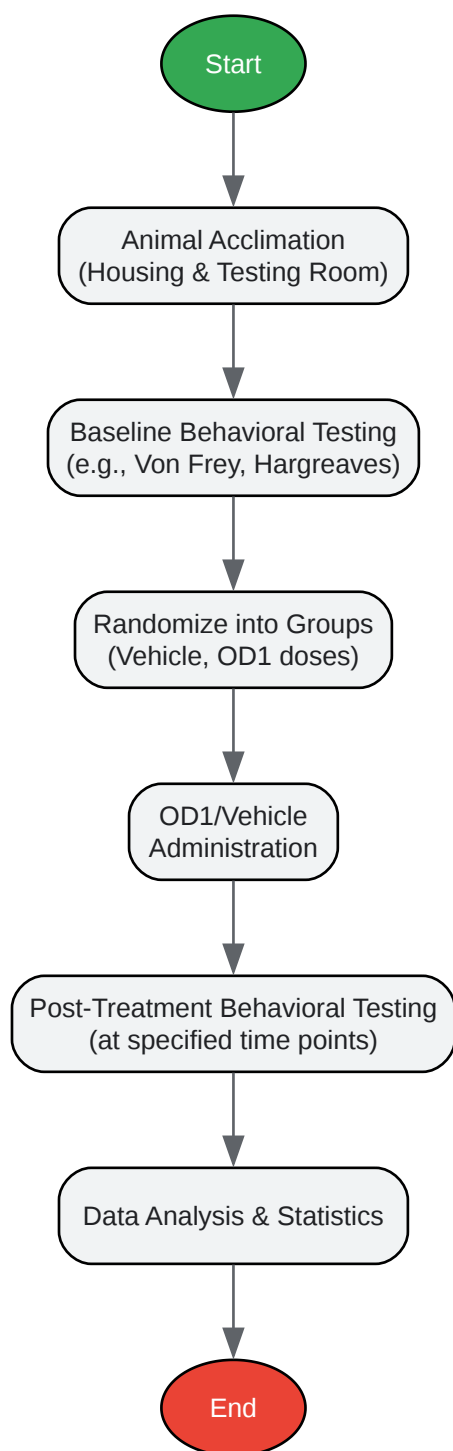 Start
Animal Acclimation
(Housing & Testing Room)
Baseline Behavioral Testing
(e.g., Von Frey, Hargreaves)
Randomize into Groups
(Vehicle, OD1 doses)
OD1/Vehicle
Administration
Post-Treatment Behavioral Testing
(at specified time points)
Data Analysis & Statistics
End